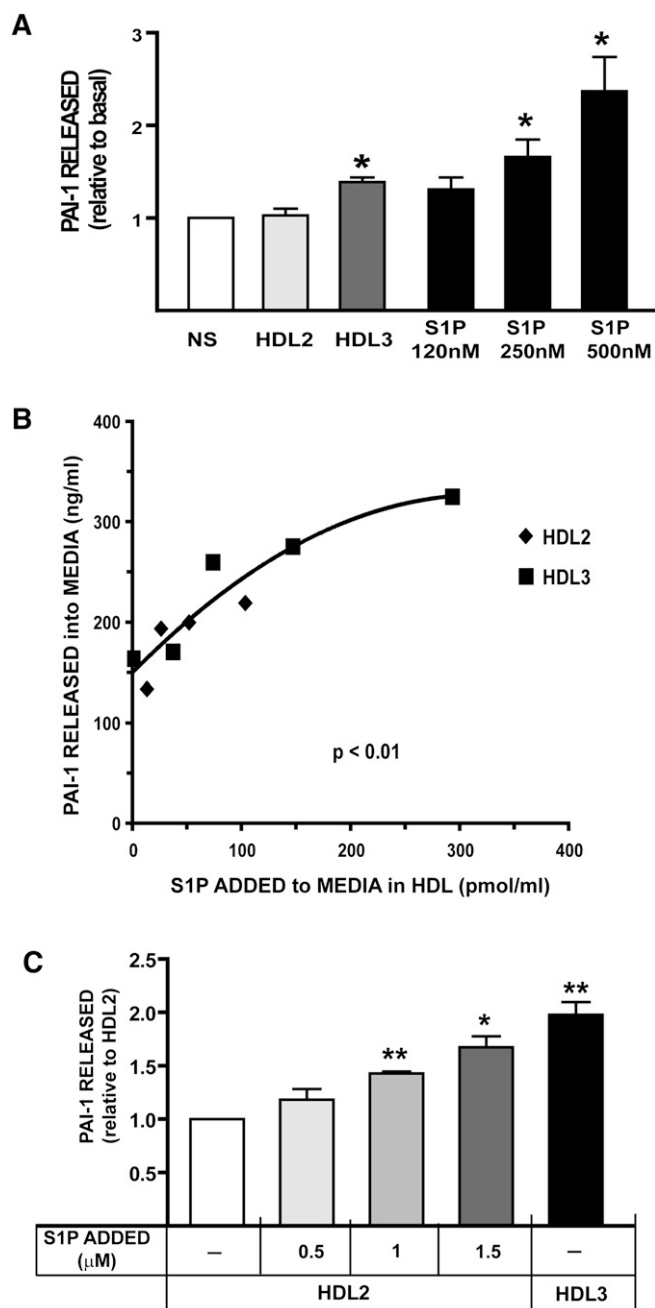 A
PAI-1 RELEASED
(relative to basal)
3
2
1
*
*
*
NS
HDL2
HDL3
S1P
120nM
S1P
250nM
S1P
500nM
B
PAI-1 RELEASED into MEDIA (ng/ml)
400
300
200
100
0
0
100
200
300
400
HDL2
HDL3
p < 0.01
S1P ADDED to MEDIA in HDL (pmol/ml)
C
PAI-1 RELEASED
(relative to HDL2)
2.5
2.0
1.5
1.0
0.5
**
*
**
S1P ADDED
(μM)
–
0.5
1
1.5
–
HDL2
HDL3